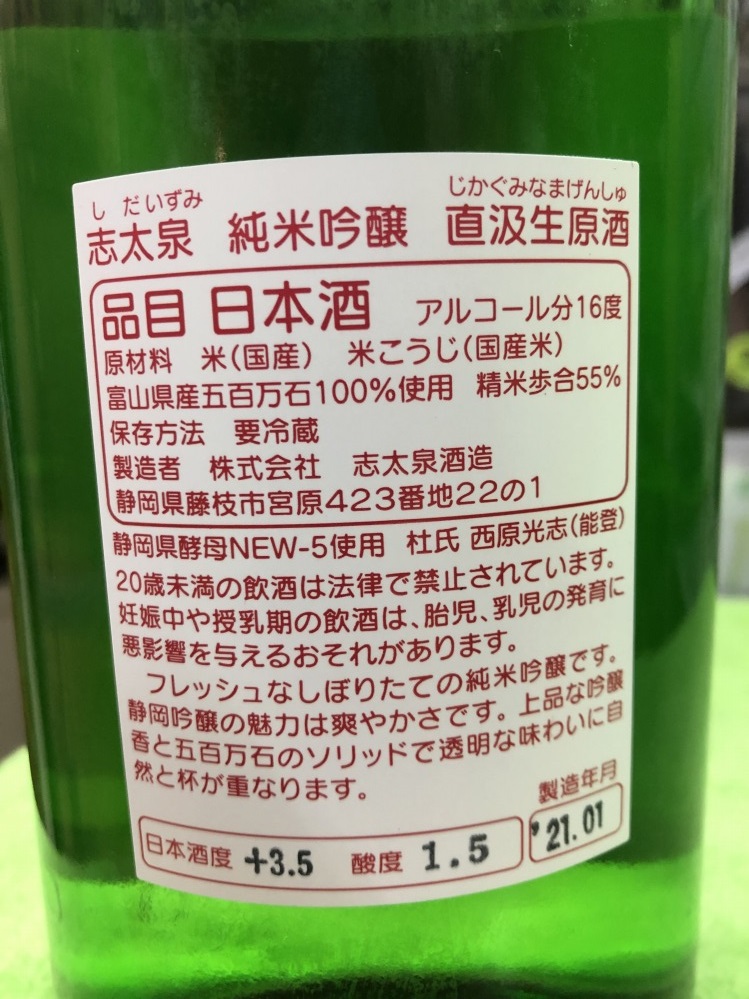 しだいずみ じかぐみなまげんしゅ
志太泉 純米吟醸 直汲生原酒
品目 日本酒 アルコール分16度
原材料 米(国産) 米こうじ(国産米)
富山県産五百万石100%使用 精米歩合55%
保存方法 要冷蔵
製造者 株式会社 志太泉酒造
静岡県藤枝市宮原423番地22の1
静岡県酵母NEW-5使用 杜氏 西原光志(能登)
20歳未満の飲酒は法律で禁止されています。
妊娠中や授乳期の飲酒は、胎児、乳児の発育に
悪影響を与えるおそれがあります。
フレッシュなしぼりたての純米吟醸です。
静岡吟醸の魅力は爽やかさです。上品な吟醸
香と五百万石のソリッドで透明な味わいに自
然と杯が重なります。
製造年月
日本酒度 +3.5 酸度 1.5 '21.01